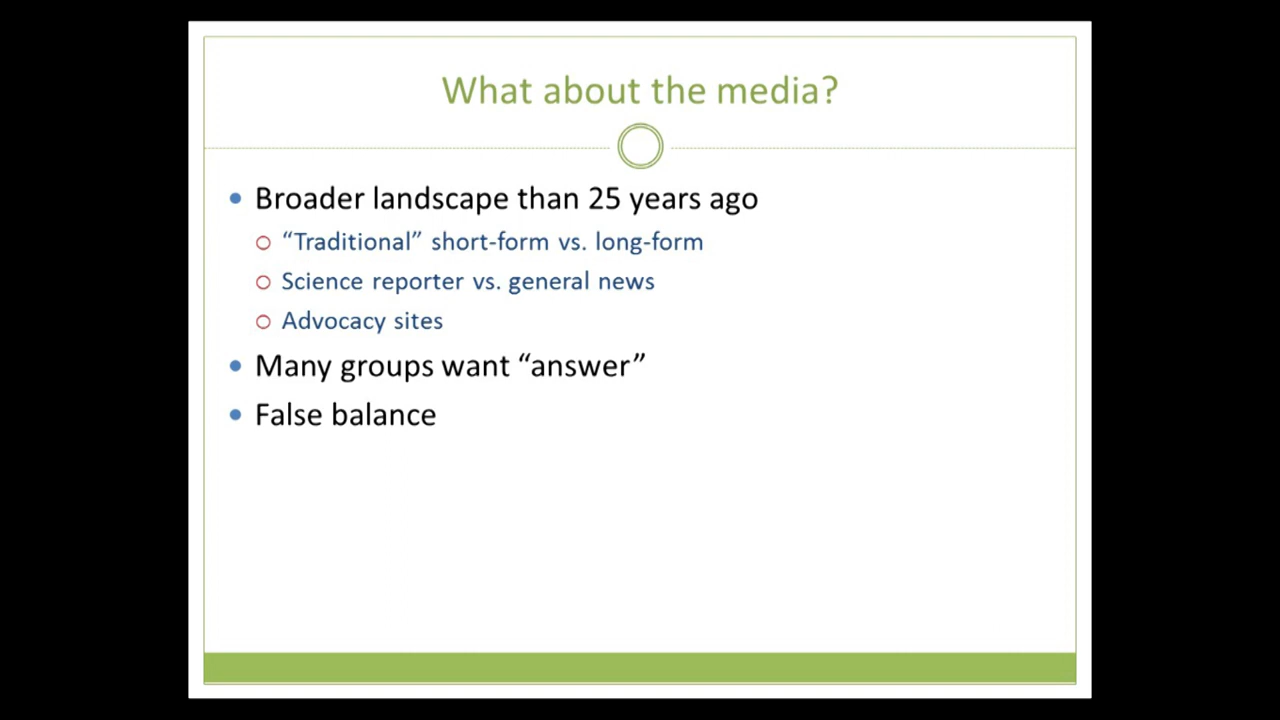 What about the media?
Broader landscape than 25 years ago
“Traditional” short-form vs. long-form
Science reporter vs. general news
Advocacy sites
Many groups want “answer”
False balance